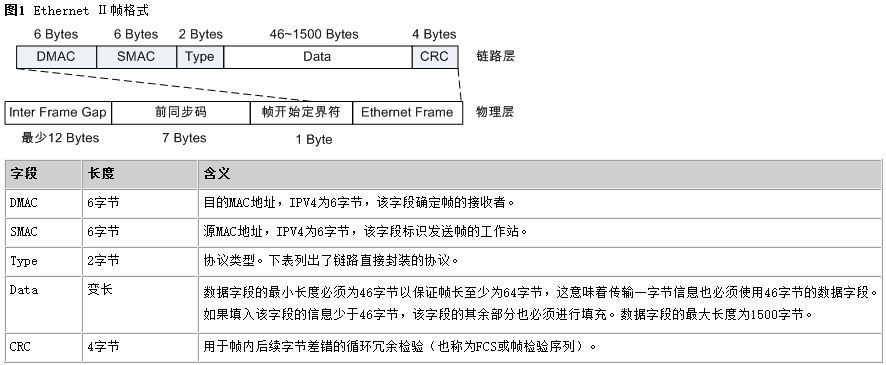 图1 Ethernet Ⅱ帧格式
6 Bytes 6 Bytes 2 Bytes 46~1500 Bytes 4 Bytes
DMAC SMAC Type Data CRC 链路层
Inter Frame Gap 前同步码 帧开始定界符 Ethernet Frame 物理层
最少12 Bytes 7 Bytes 1 Byte
字段 长度 含义
DMAC 6字节 目的MAC地址，IPV4为6字节，该字段确定帧的接收者。
SMAC 6字节 源MAC地址，IPV4为6字节，该字段标识发送帧的工作站。
Type 2字节 协议类型。下表列出了链路直接封装的协议。
Data 变长 数据字段的最小长度必须为46字节以保证帧长至少为64字节，这意味着传输一字节信息也必须使用46字节的数据字段。
如果填入该字段的信息少于46字节，该字段的其余部分也必须进行填充。数据字段的最大长度为1500字节。
CRC 4字节 用于帧内后续字节差错的循环冗余检验（也称为FCS或帧检验序列）。